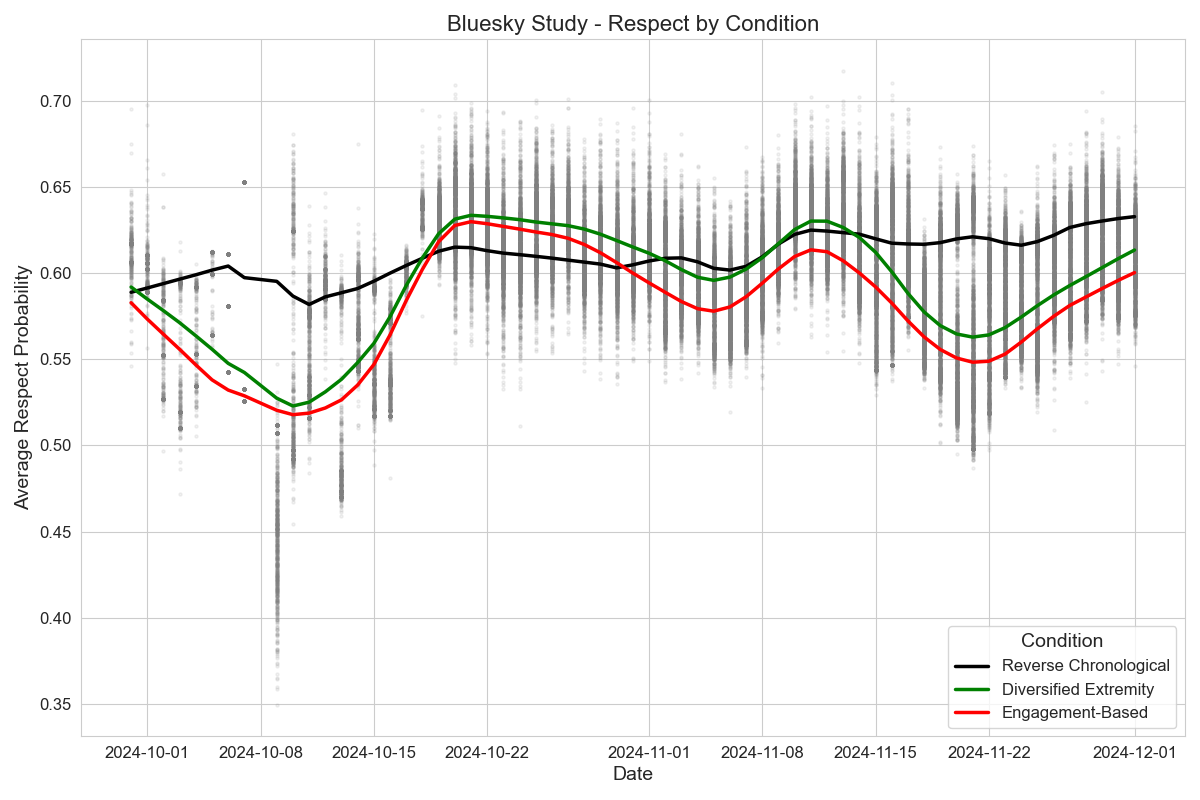 Bluesky Study - Respect by Condition
Average Respect Probability
0.70
0.65
0.60
0.55
0.50
0.45
0.40
0.35
Condition
Reverse Chronological
Diversified Extremity
Engagement-Based
2024-10-01
2024-10-08
2024-10-15
2024-10-22
2024-11-01
2024-11-08
2024-11-15
2024-11-22
2024-12-01
Date